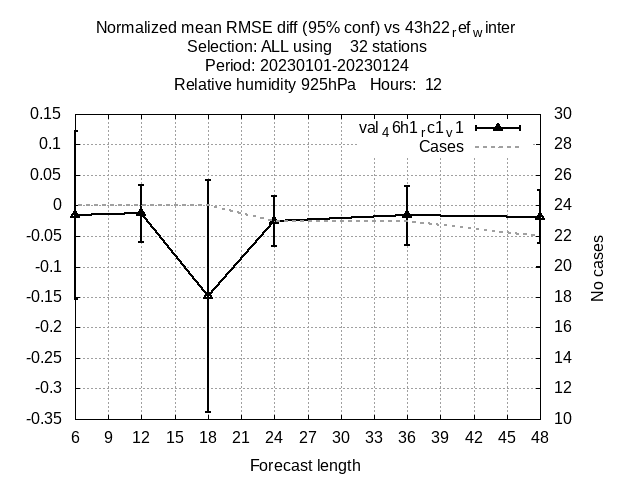 Normalized mean RMSE diff (95% conf) vs 43h22refwinter
Selection: ALL using    32 stations
Period: 20230101-20230124
Relative humidity 925hPa   Hours:  12
0.15 30
val46h1rc1v1
0.1 28
Cases
0.05 26
0 24
-0.05 22
-0.1 20
-0.15 18
-0.2 16
-0.25 14
-0.3 12
-0.35 10
No cases
6 9 12 15 18 21 24 27 30 33 36 39 42 45 48
Forecast length